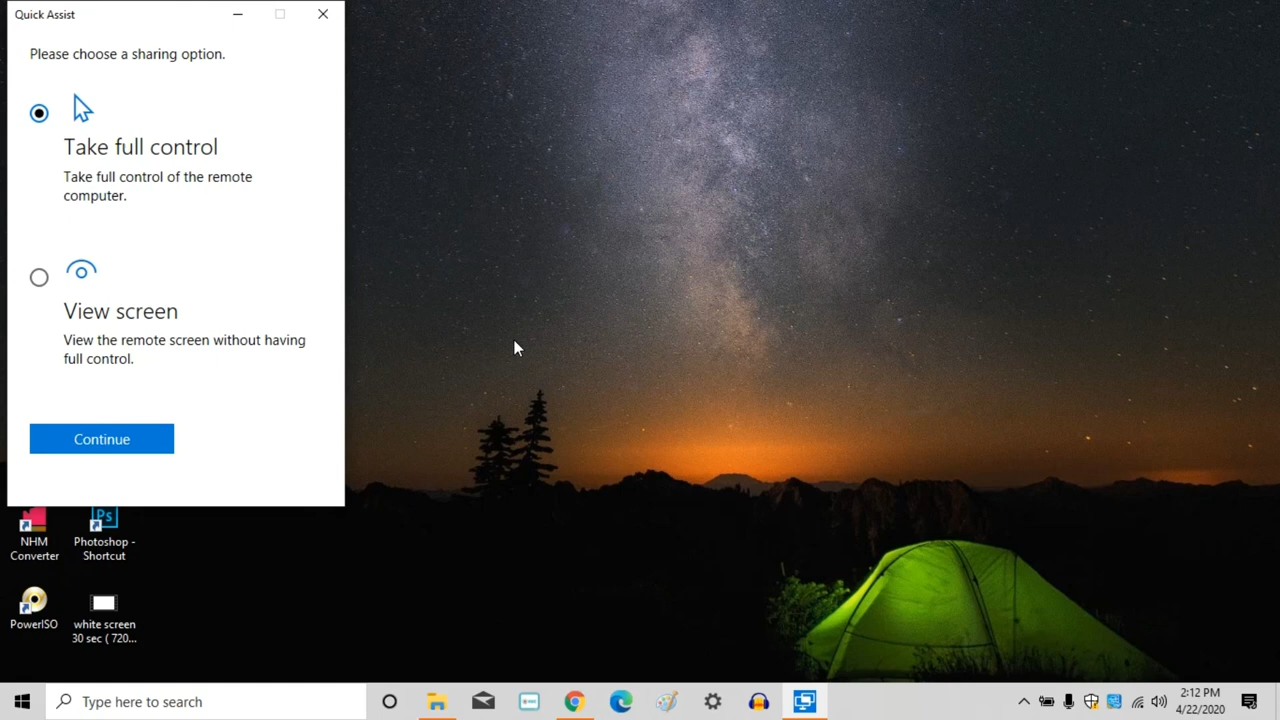 Quick Assist
Please choose a sharing option.
Take full control
Take full control of the remote
computer.
View screen
View the remote screen without having
full control.
Continue
Ps
NHM
Converter
Photoshop -
Shortcut
PowerISO
white screen
30 sec ( 720...
Type here to search
2:12 PM
4/22/2020